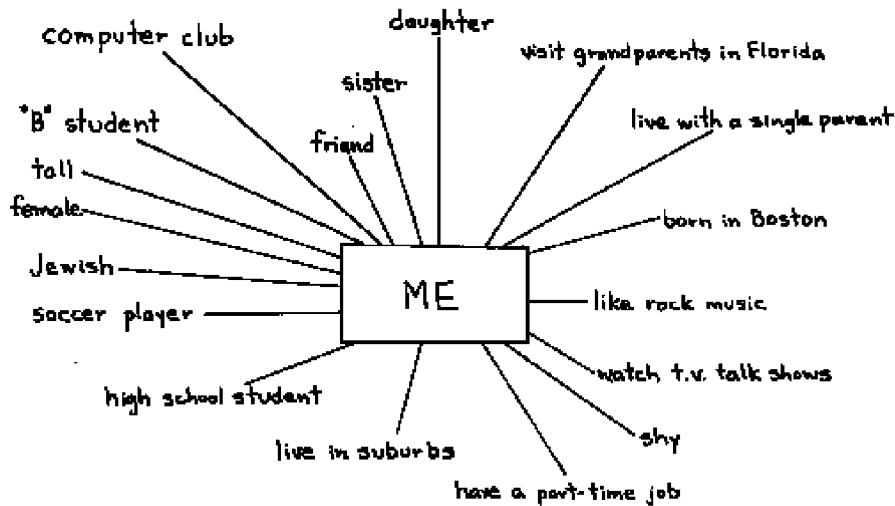 daughter
computer club
visit grandparents in Florida
sister
"B" student
live with a single parent
friend
tall
female
born in Boston
Jewish
ME
like rock music
soccer player
watch t.v. talk shows
high school student
shy
live in suburbs
have a part-time job